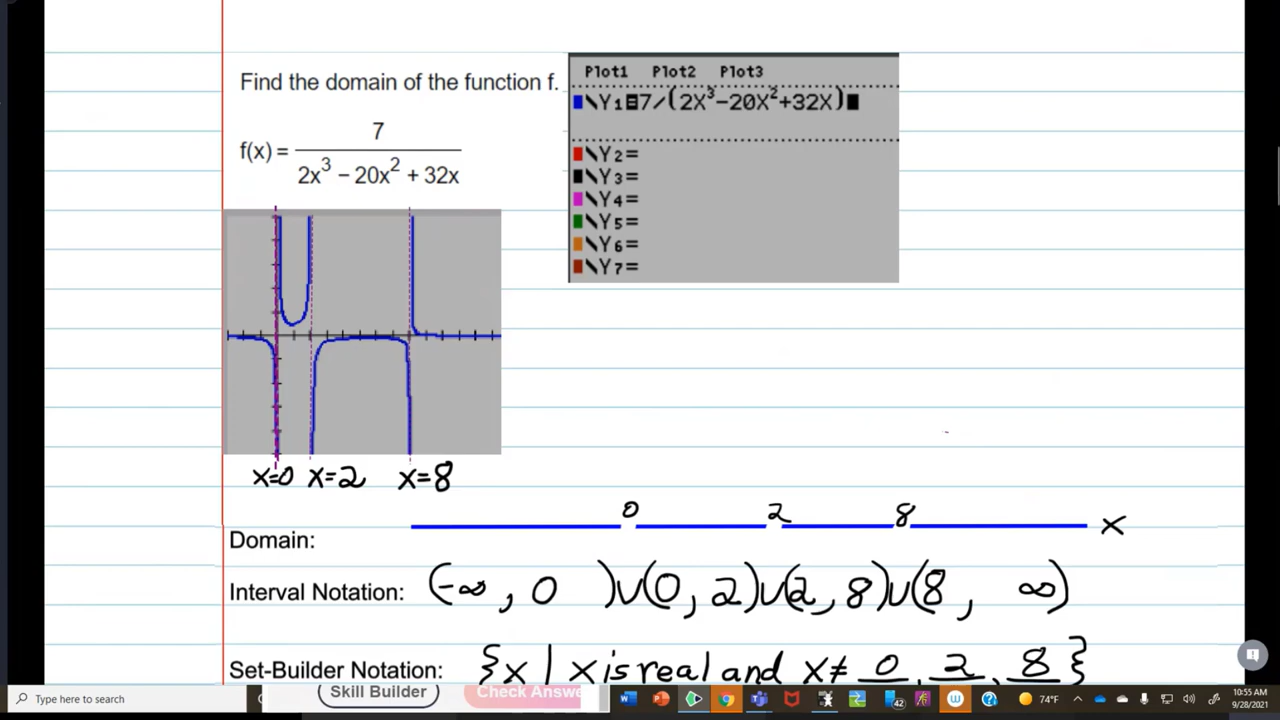 Find the domain of the function f.
f(x) = 7 / (2x³ − 20x² + 32x)
Plot1 Plot2 Plot3
\Y₁=7/(2X³−20X²+32X)
\Y₂=
\Y₃=
\Y₄=
\Y₅=
\Y₆=
\Y₇=
x=0 x=2 x=8
0 2 8
x
Domain:
Interval Notation: (-∞, 0 )∪(0, 2)∪(2, 8)∪(8, ∞)
Set-Builder Notation: {x | x is real and x≠ 0, 2, 8}
Skill Builder
Type here to search
42
74°F
10:55 AM
9/28/2021